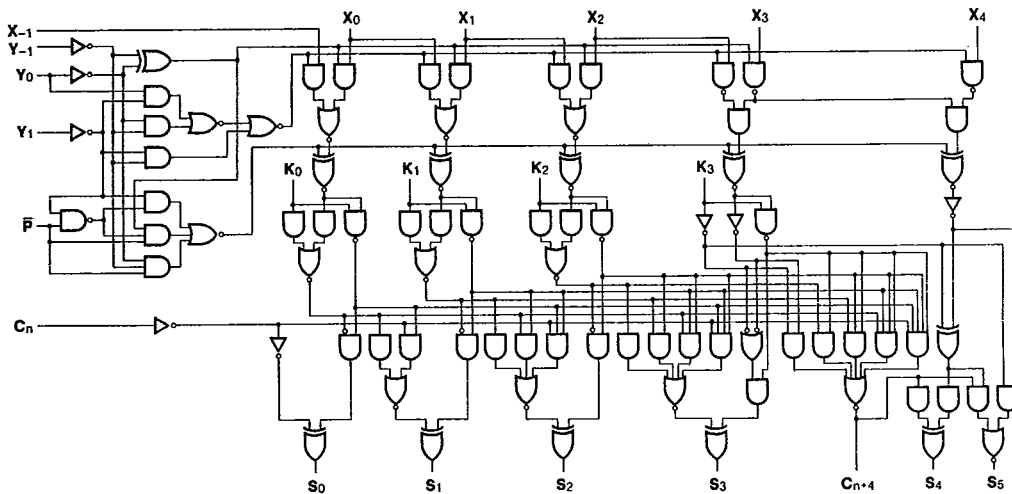 X-1
X0
X1
X2
X3
X4
Y-1
Y0
Y1
K0
K1
K2
K3
P̅
Cn
S0
S1
S2
S3
Cn+4
S4
S5